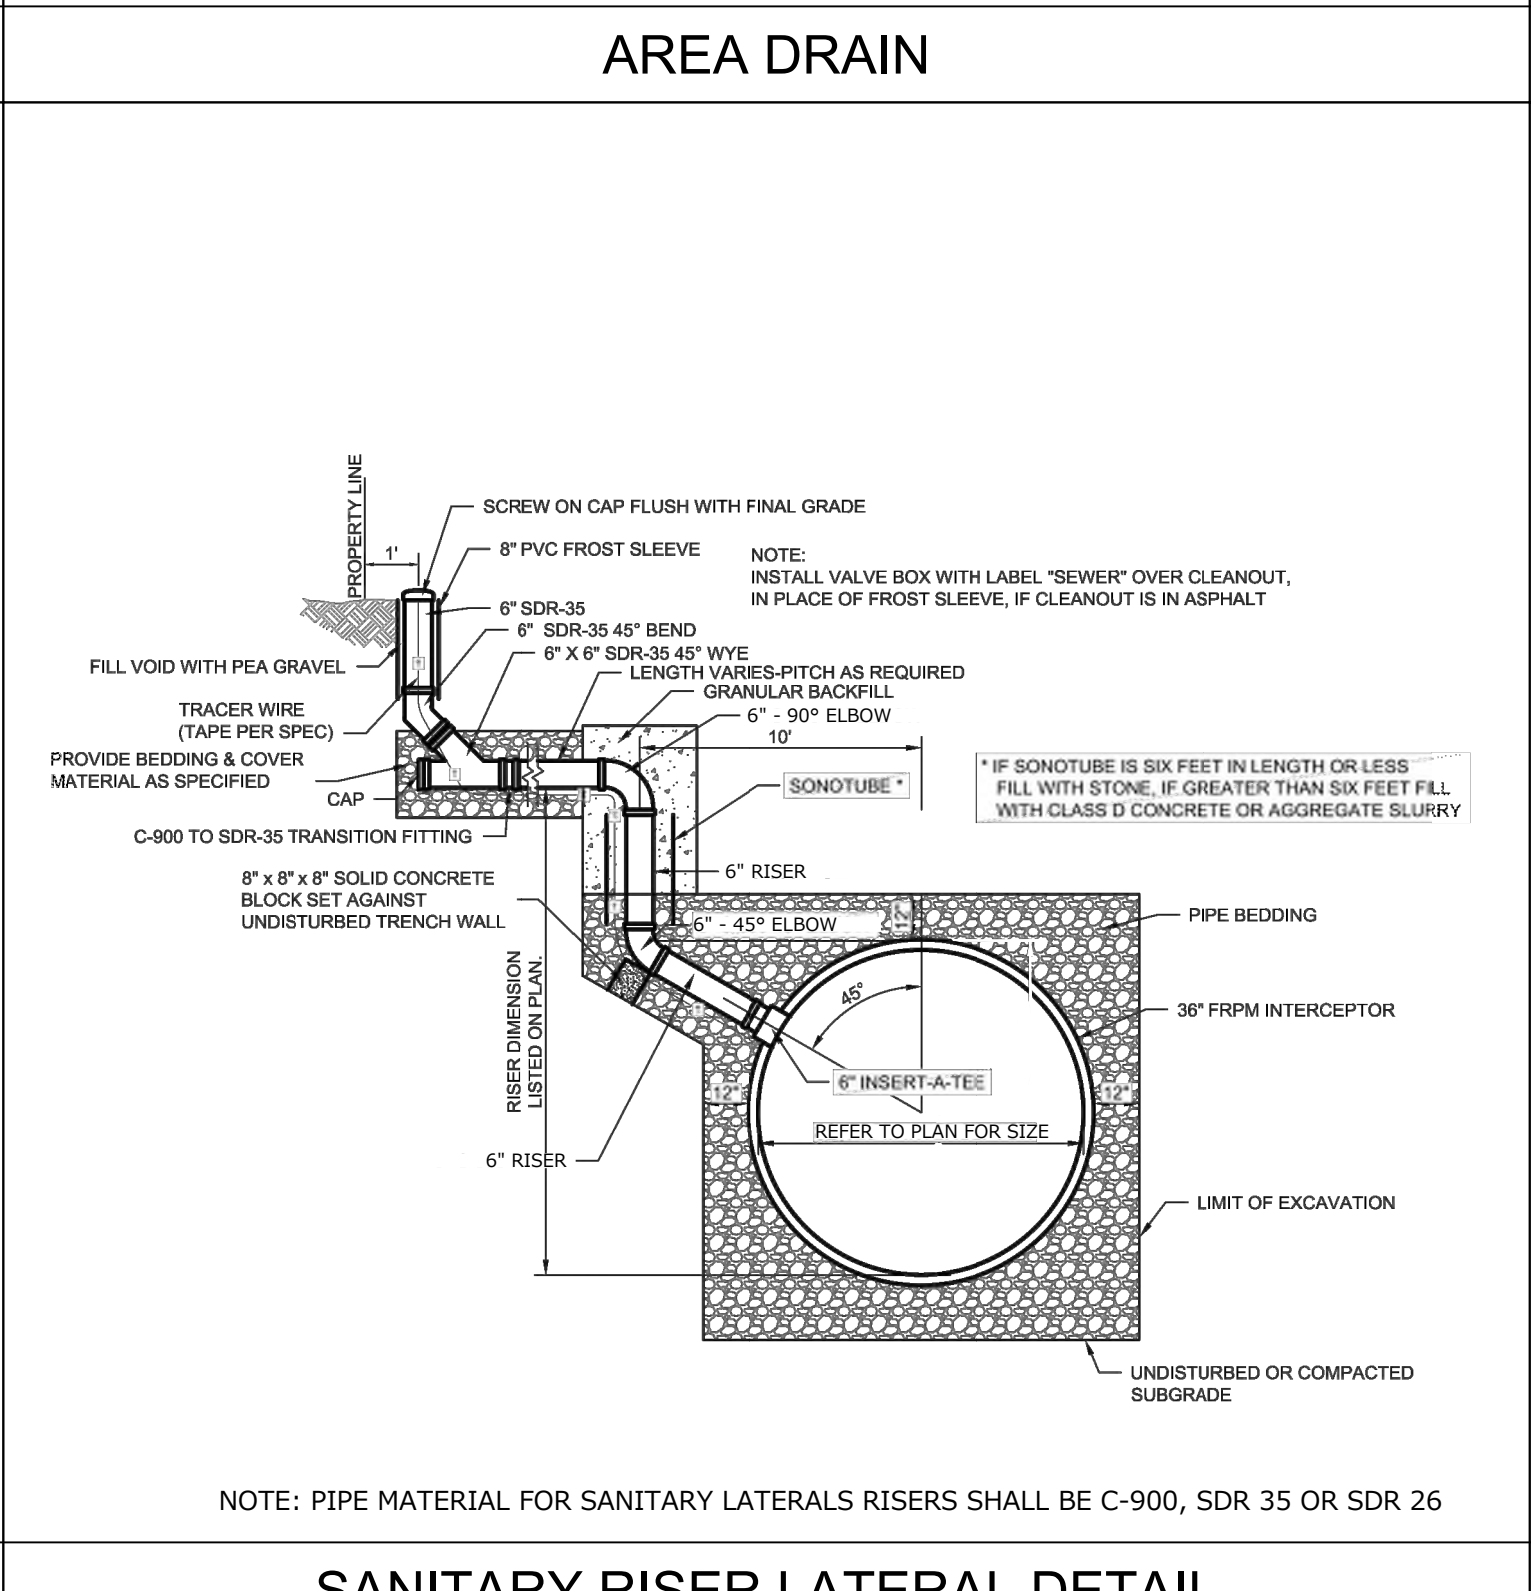 AREA DRAIN
PROPERTY LINE
1'
SCREW ON CAP FLUSH WITH FINAL GRADE
8" PVC FROST SLEEVE
NOTE:
INSTALL VALVE BOX WITH LABEL "SEWER" OVER CLEANOUT,
IN PLACE OF FROST SLEEVE, IF CLEANOUT IS IN ASPHALT
6" SDR-35
6" SDR-35 45° BEND
6" X 6" SDR-35 45° WYE
FILL VOID WITH PEA GRAVEL
LENGTH VARIES-PITCH AS REQUIRED
GRANULAR BACKFILL
TRACER WIRE
(TAPE PER SPEC)
6" - 90° ELBOW
10'
PROVIDE BEDDING & COVER
MATERIAL AS SPECIFIED
CAP
SONOTUBE *
* IF SONOTUBE IS SIX FEET IN LENGTH OR LESS
FILL WITH STONE, IF GREATER THAN SIX FEET FILL
WITH CLASS D CONCRETE OR AGGREGATE SLURRY
C-900 TO SDR-35 TRANSITION FITTING
8" x 8" x 8" SOLID CONCRETE
BLOCK SET AGAINST
UNDISTURBED TRENCH WALL
6" RISER
6" - 45° ELBOW
12"
PIPE BEDDING
RISER DIMENSION
LISTED ON PLAN.
45°
36" FRPM INTERCEPTOR
6" INSERT-A-TEE
12"
12"
REFER TO PLAN FOR SIZE
6" RISER
LIMIT OF EXCAVATION
UNDISTURBED OR COMPACTED
SUBGRADE
NOTE: PIPE MATERIAL FOR SANITARY LATERALS RISERS SHALL BE C-900, SDR 35 OR SDR 26
SANITARY RISER LATERAL DETAIL